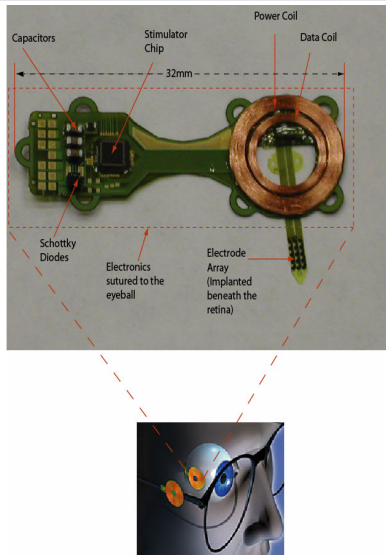 Power Coil
Capacitors
Stimulator
Chip
Data Coil
32mm
Schottky
Diodes
Electronics
sutured to the
eyeball
Electrode
Array
(Implanted
beneath the
retina)